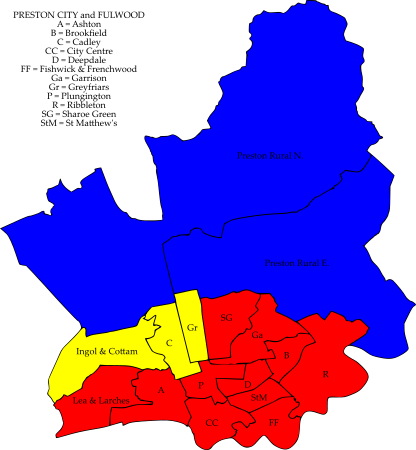 PRESTON CITY and FULWOOD
A = Ashton
B = Brookfield
C = Cadley
CC = City Centre
D = Deepdale
FF = Fishwick & Frenchwood
Ga = Garrison
Gr = Greyfriars
P = Plungington
R = Ribbleton
SG = Sharoe Green
StM = St Matthew's
Preston Rural N.
Preston Rural E.
SG
Gr
Ga
C
Ingol & Cottam
B
R
P
D
A
StM
Lea & Larches
CC
FF